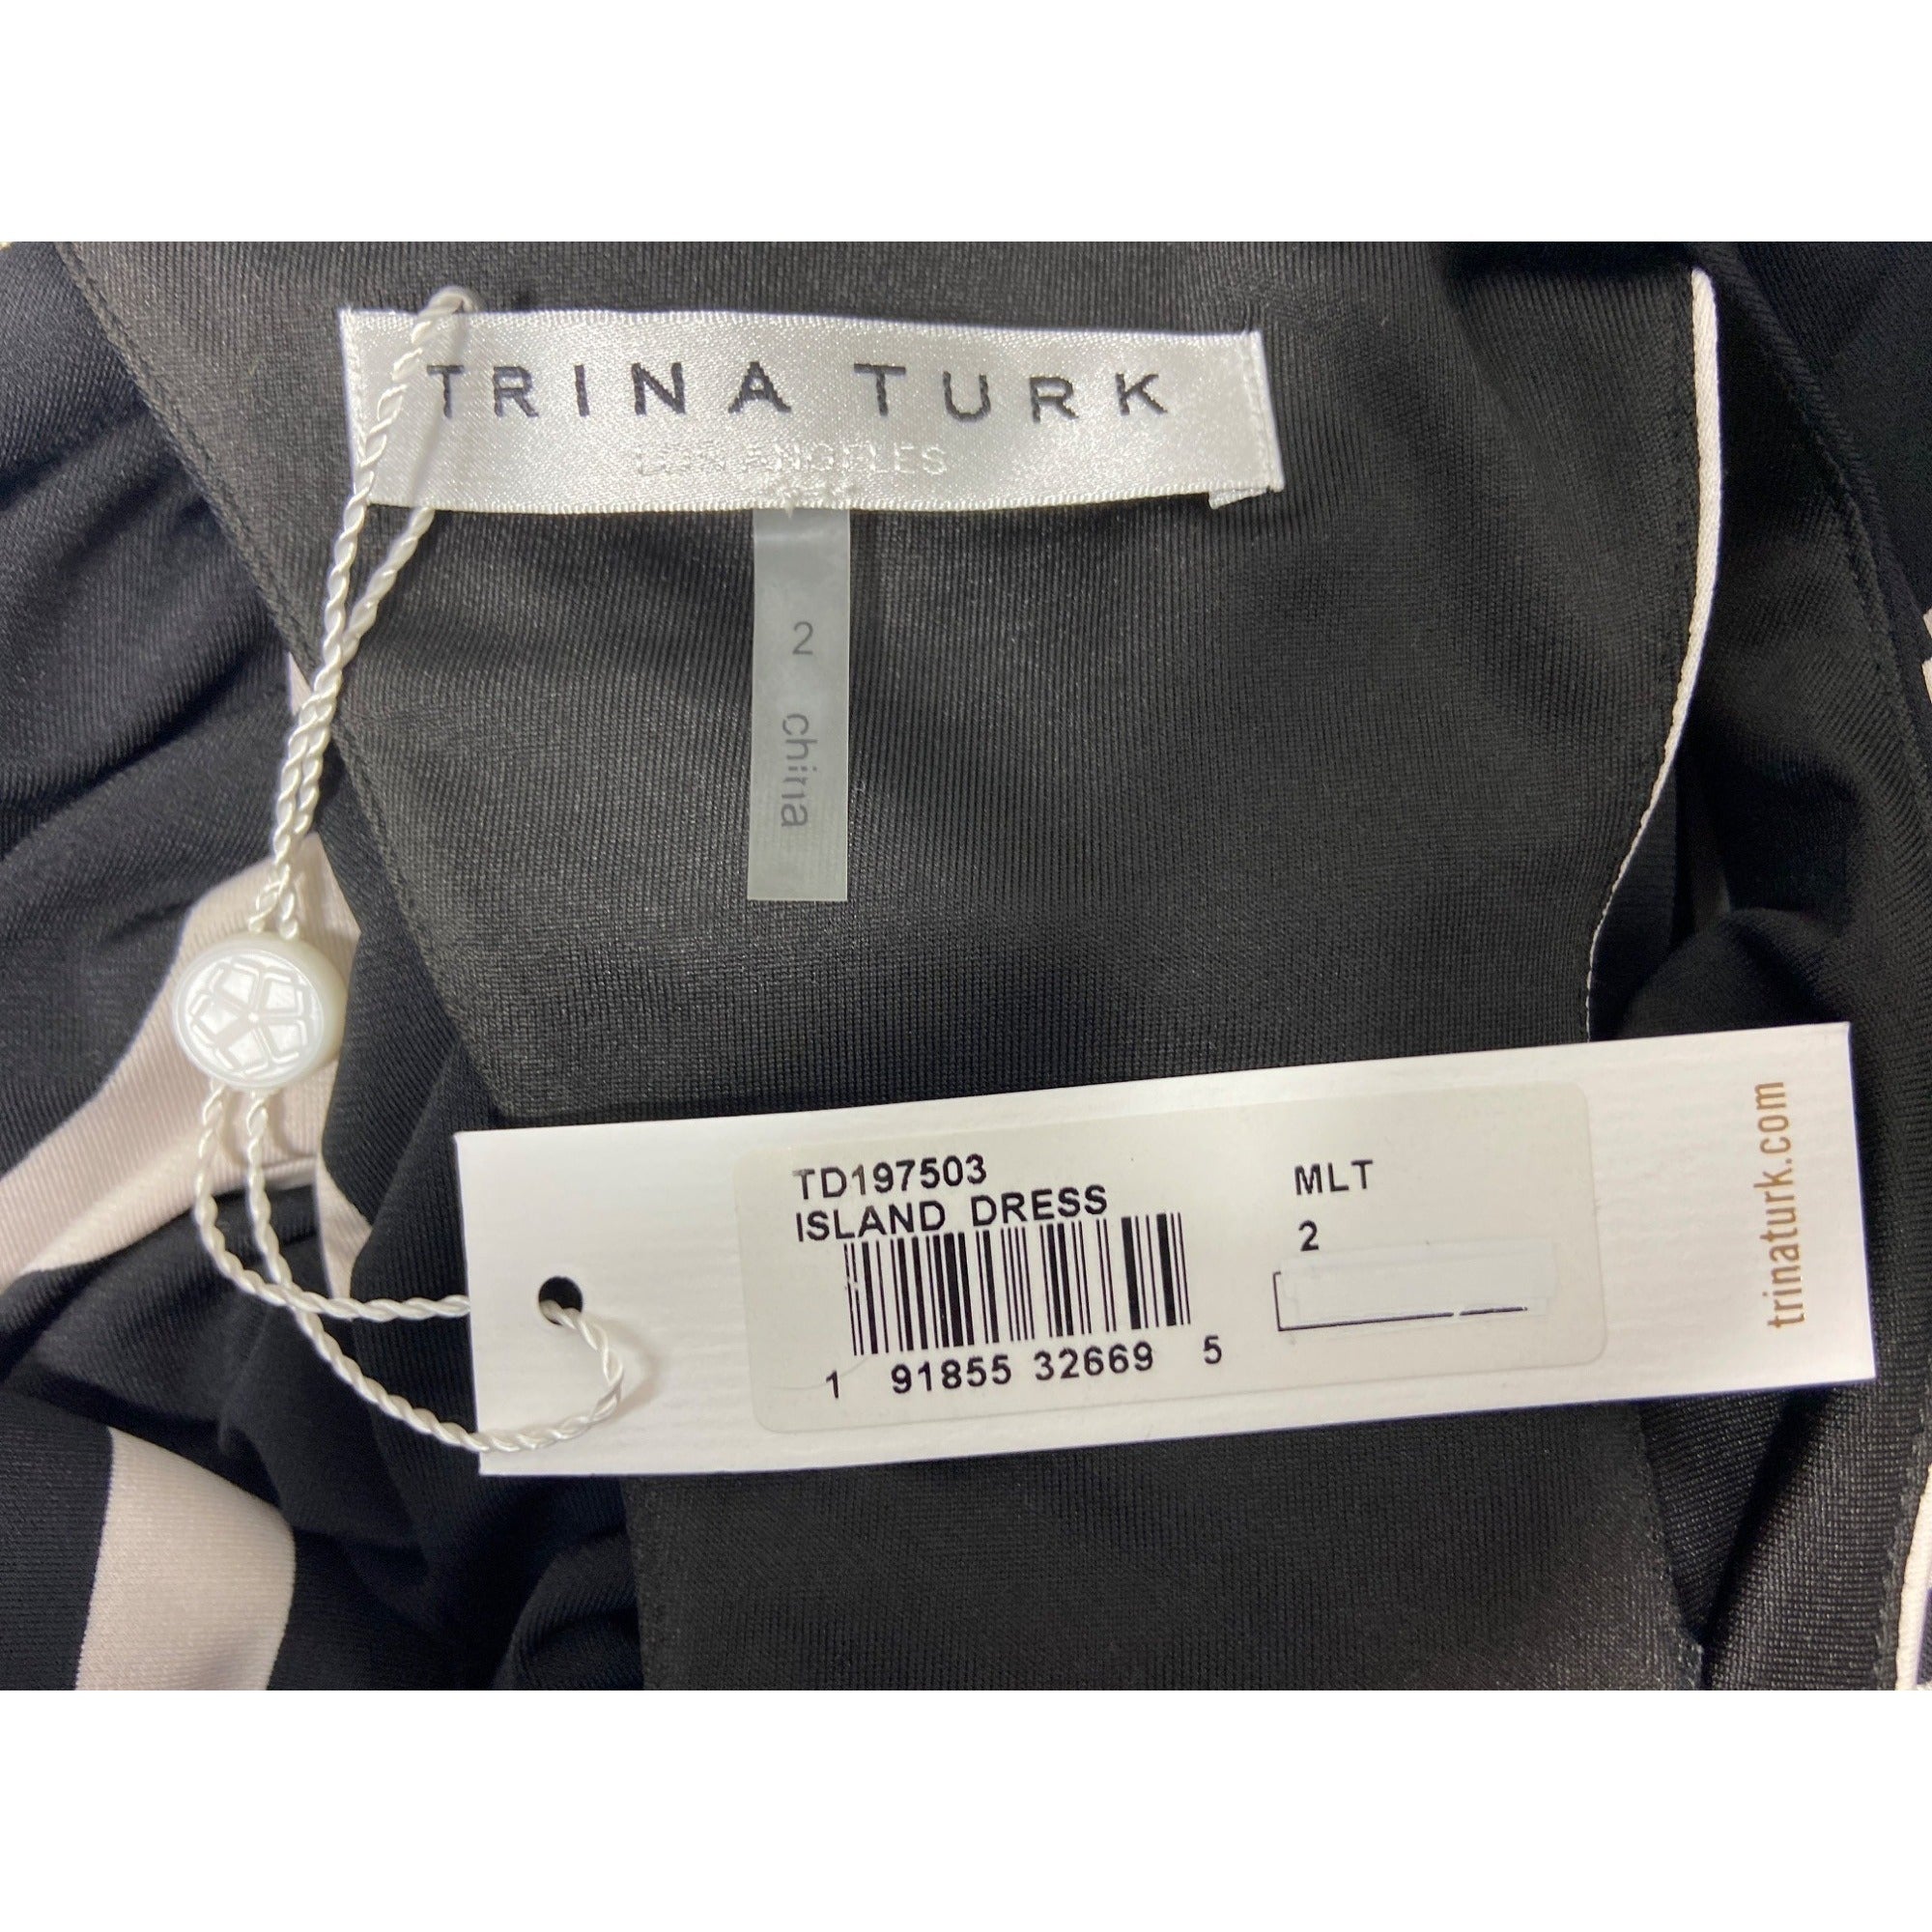 TRINA TURK
LOS ANGELES
2 china
TD197503
ISLAND DRESS
MLT
2
1 91855 32669 5
trinaturk.com